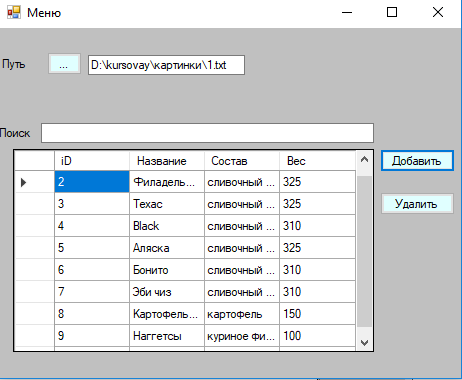 Меню
Путь ... D:\kursovay\картинки\1.txt
Поиск
iD Название Состав Вес
Добавить
2 Филадель... сливочный ... 325
3 Техас сливочный ... 325
Удалить
4 Black сливочный ... 310
5 Аляска сливочный ... 325
6 Бонито сливочный ... 310
7 Эби чиз сливочный ... 310
8 Картофель... картофель 150
9 Наггетсы куриное фи... 100